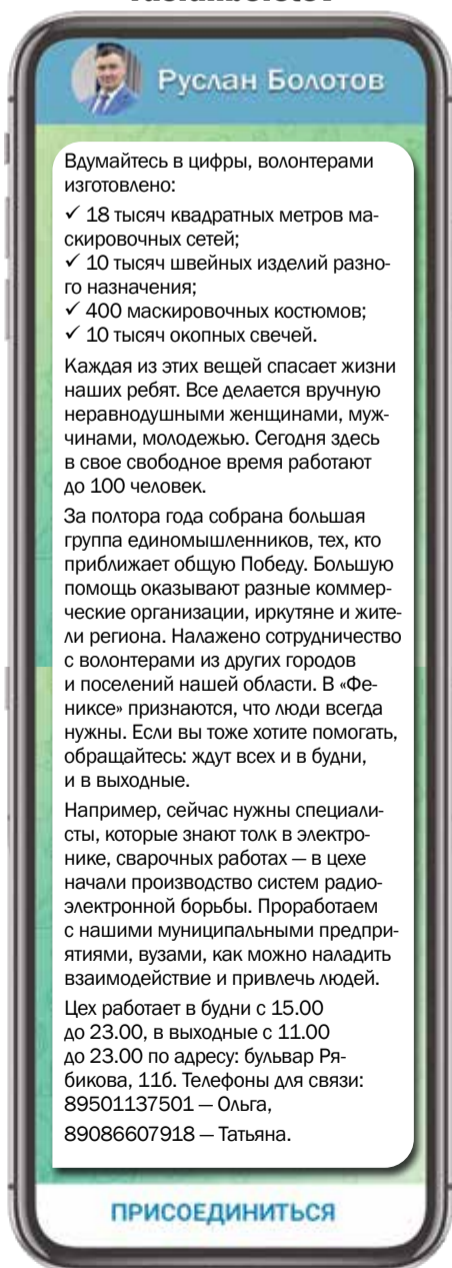 Руслан Болотов
Вдумайтесь в цифры, волонтерами
изготовлено:
✓ 18 тысяч квадратных метров ма-
скировочных сетей;
✓ 10 тысяч швейных изделий разно-
го назначения;
✓ 400 маскировочных костюмов;
✓ 10 тысяч окопных свечей.
Каждая из этих вещей спасает жизни
наших ребят. Все делается вручную
неравнодушными женщинами, муж-
чинами, молодежью. Сегодня здесь
в свое свободное время работают
до 100 человек.
За полтора года собрана большая
группа единомышленников, тех, кто
приближает общую Победу. Большую
помощь оказывают разные коммер-
ческие организации, иркутяне и жите-
ли региона. Налажено сотрудничество
с волонтерами из других городов
и поселений нашей области. В «Фе-
никсе» признаются, что люди всегда
нужны. Если вы тоже хотите помогать,
обращайтесь: ждут всех и в будни,
и в выходные.
Например, сейчас нужны специали-
сты, которые знают толк в электро-
нике, сварочных работах — в цехе
начали производство систем радио-
электронной борьбы. Проработаем
с нашими муниципальными предпри-
ятиями, вузами, как можно наладить
взаимодействие и привлечь людей.
Цех работает в будни с 15.00
до 23.00, в выходные с 11.00
до 23.00 по адресу: бульвар Ря-
бикова, 11б. Телефоны для связи:
89501137501 — Ольга,
89086607918 — Татьяна.
ПРИСОЕДИНИТЬСЯ